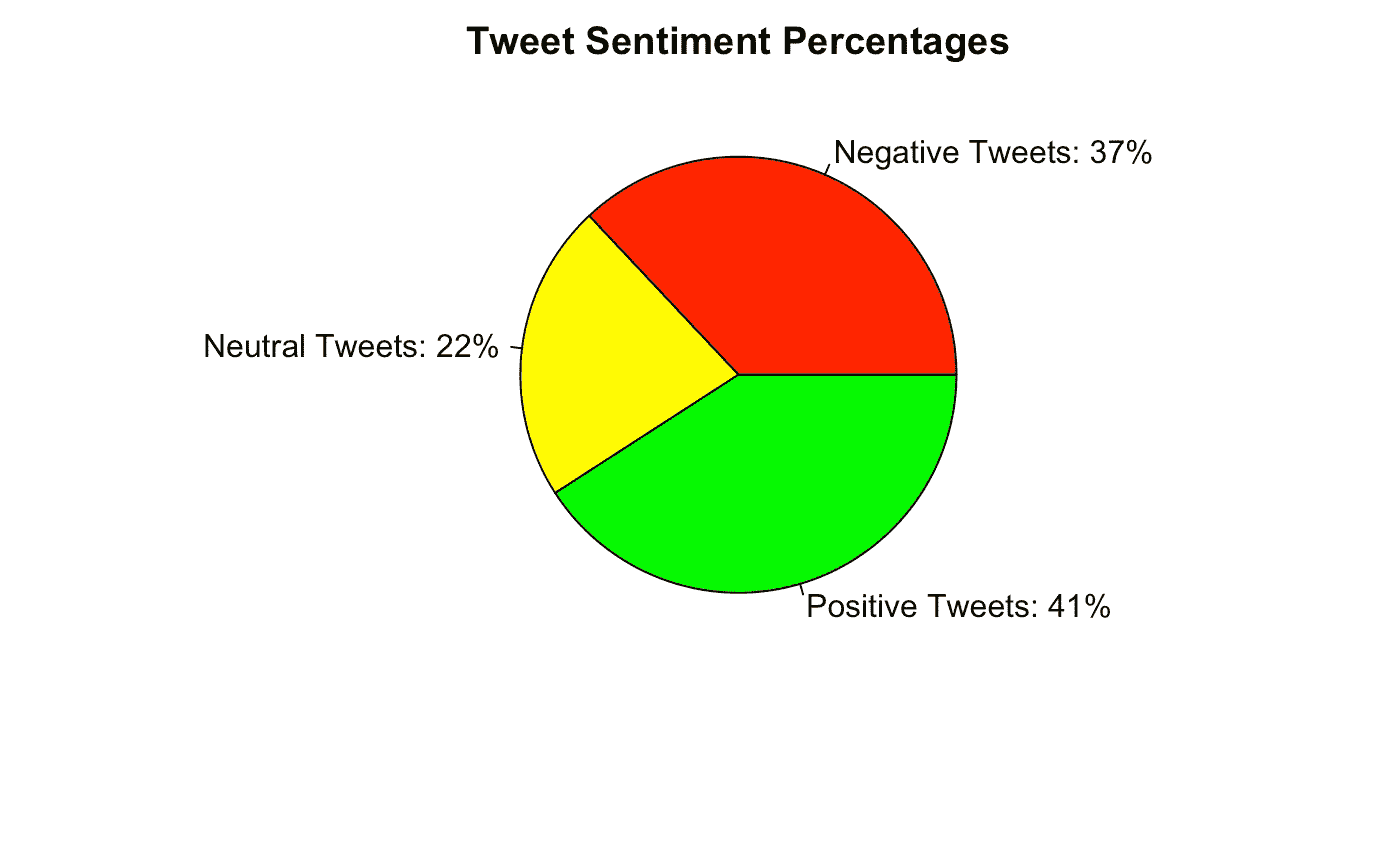 Tweet Sentiment Percentages
Negative Tweets: 37%
Neutral Tweets: 22%
Positive Tweets: 41%